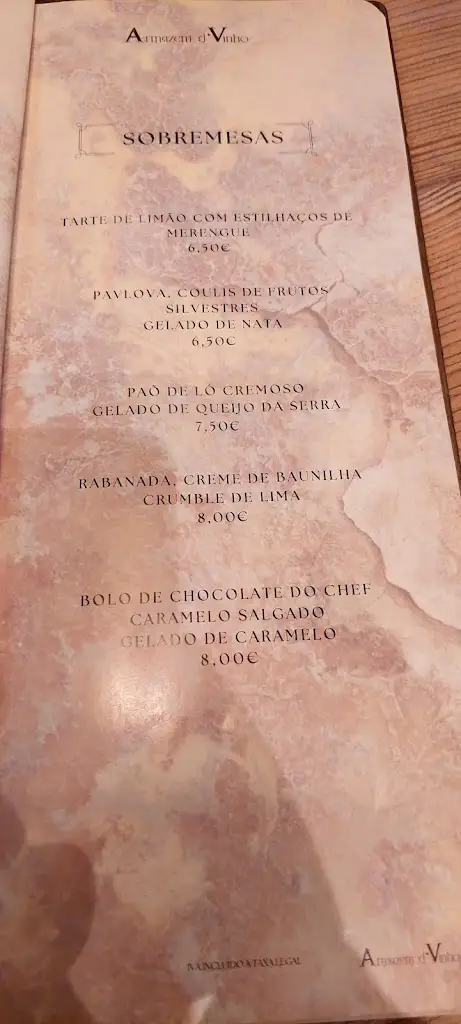 Armazém d'Vinho
SOBREMESAS
TARTE DE LIMÃO COM ESTILHAÇOS DE
MERENGUE
6,50€
PAVLOVA, COULIS DE FRUTOS
SILVESTRES
GELADO DE NATA
6,50€
PAÕ DE LÓ CREMOSO
GELADO DE QUEIJO DA SERRA
7,50€
RABANADA, CREME DE BAUNILHA
CRUMBLE DE LIMA
8,00€
BOLO DE CHOCOLATE DO CHEF
CARAMELO SALGADO
GELADO DE CARAMELO
8,00€
IVA INCLUIDO A TAXA LEGAL
Armazém d'Vinho